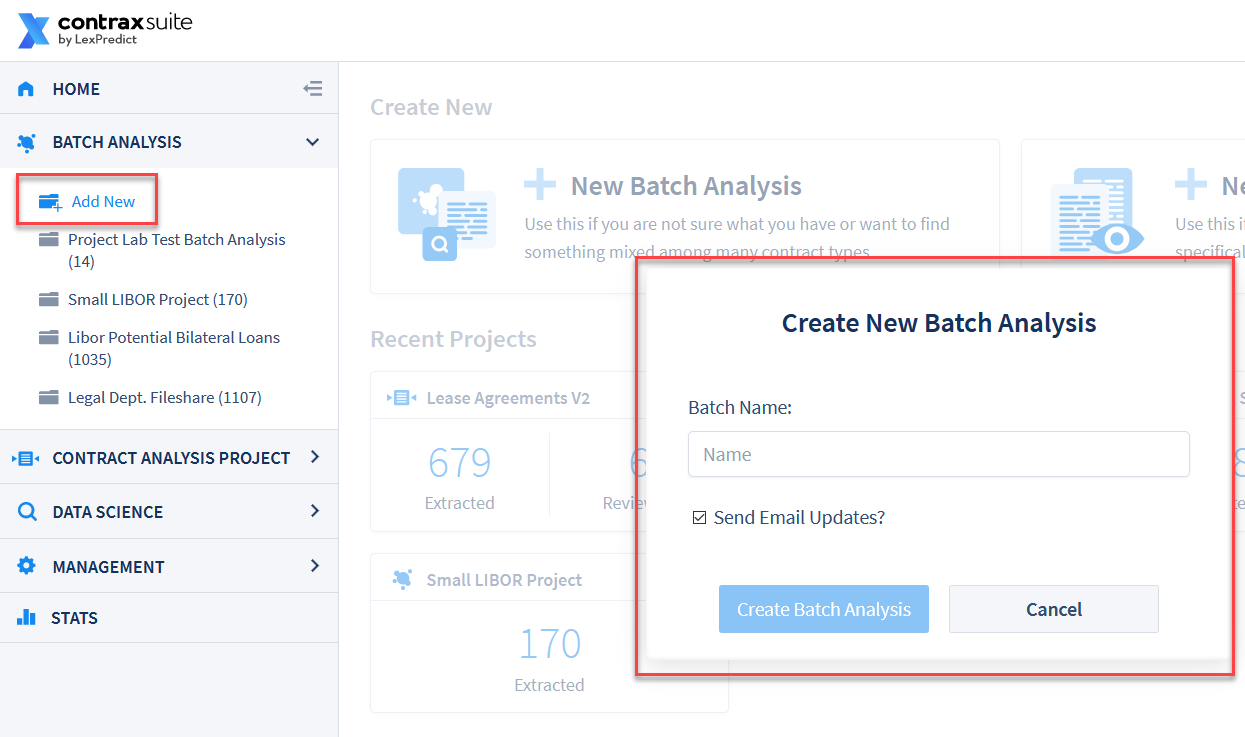 contraxsuite
by LexPredict
HOME
BATCH ANALYSIS
Add New
Project Lab Test Batch Analysis
(14)
Small LIBOR Project (170)
Libor Potential Bilateral Loans
(1035)
Legal Dept. Fileshare (1107)
CONTRACT ANALYSIS PROJECT
DATA SCIENCE
MANAGEMENT
STATS
Create New
New Batch Analysis
Use this if you are not sure what you have or want to find
something mixed among many contract types
Use this
specifical
Recent Projects
Lease Agreements V2
679
Extracted
Review
Small LIBOR Project
170
Extracted
Create New Batch Analysis
Batch Name:
Name
Send Email Updates?
Create Batch Analysis
Cancel